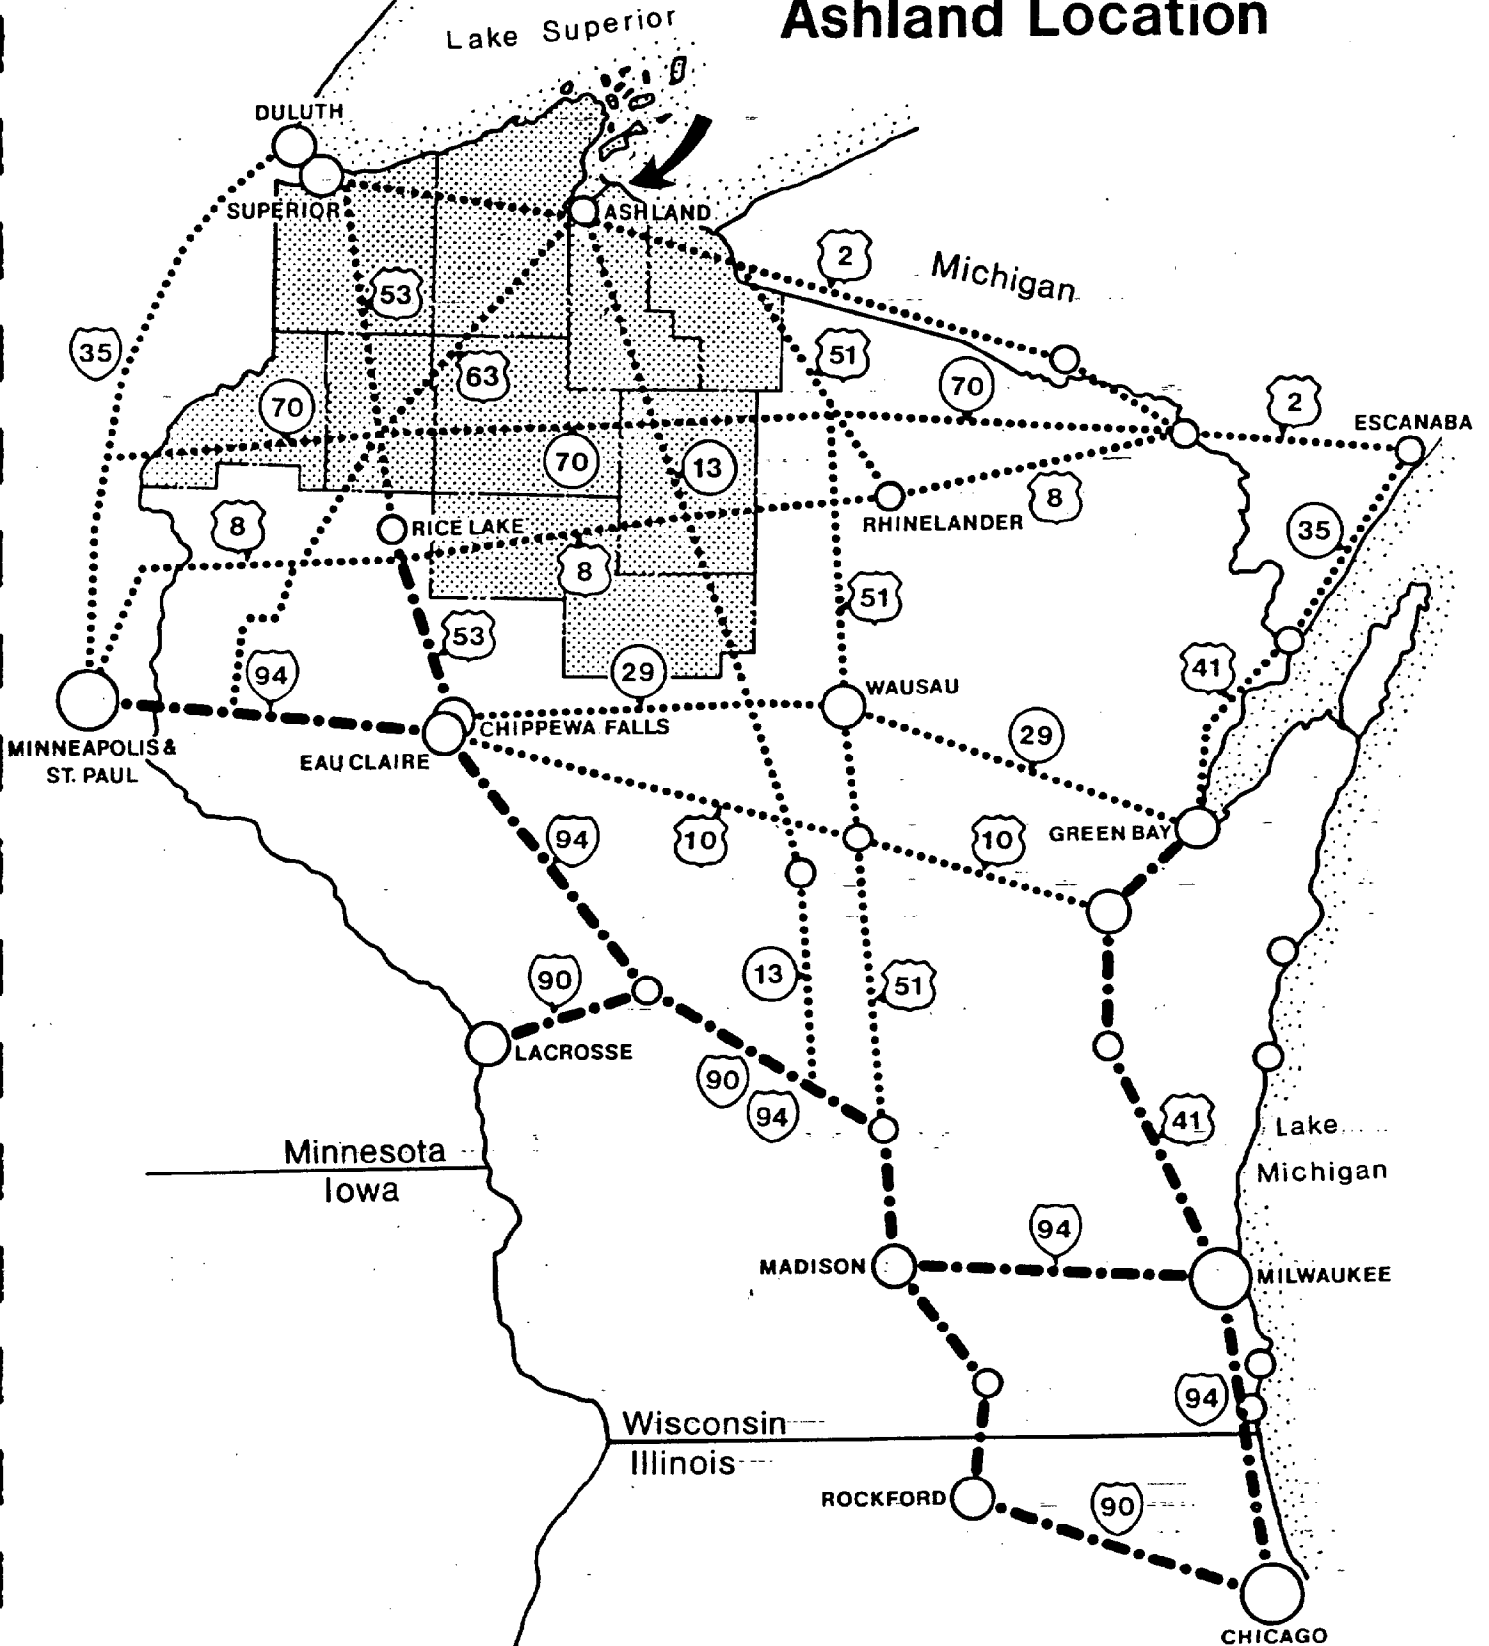 Ashland Location
Lake Superior
DULUTH
SUPERIOR
ASHLAND
2
Michigan
53
35
51
63
70
70
2
ESCANABA
70
13
8
RICE LAKE
RHINELANDER
8
35
8
51
53
29
94
41
WAUSAU
CHIPPEWA FALLS
29
MINNEAPOLIS &
ST. PAUL
EAU CLAIRE
94
10
10
GREEN BAY
90
13
51
LACROSSE
90
94
41
Lake
Michigan
Minnesota
Iowa
94
MADISON
MILWAUKEE
94
Wisconsin
Illinois
ROCKFORD
90
CHICAGO